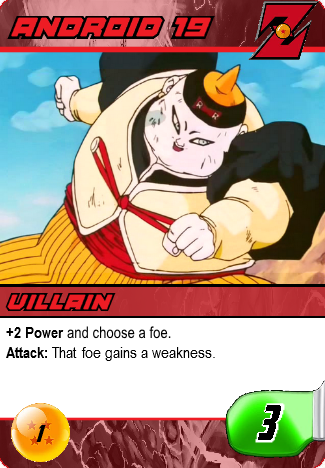 ANDROID 19
Z
VILLAIN
+2 Power and choose a foe.
Attack: That foe gains a weakness.
1
3